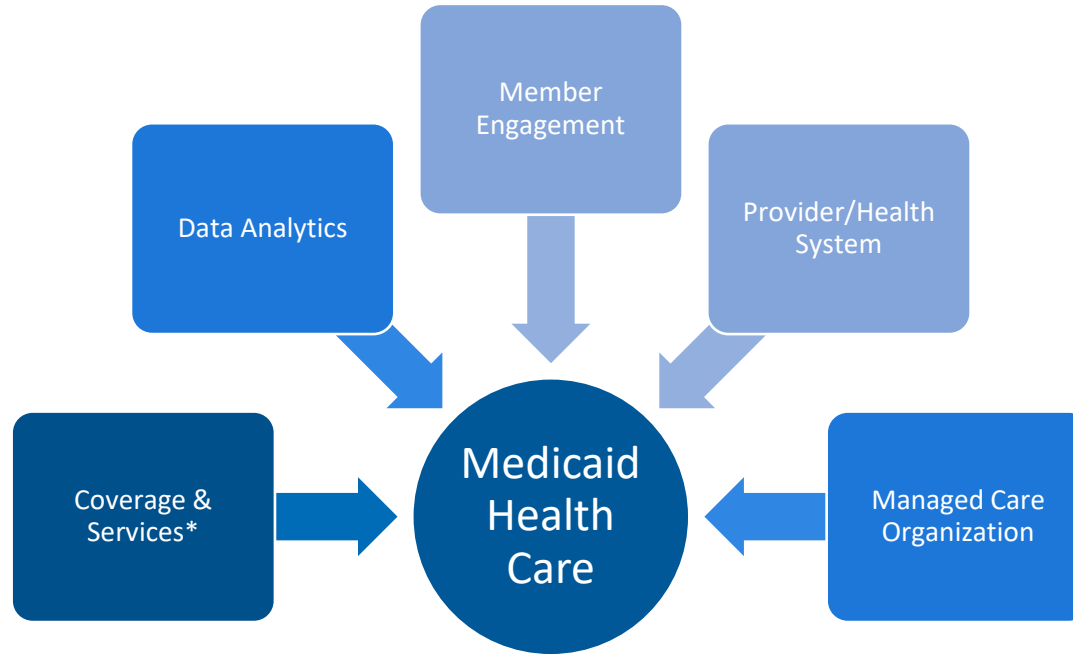 Member
Engagement
Data Analytics
Provider/Health
System
Coverage &
Services*
Medicaid
Health
Care
Managed Care
Organization